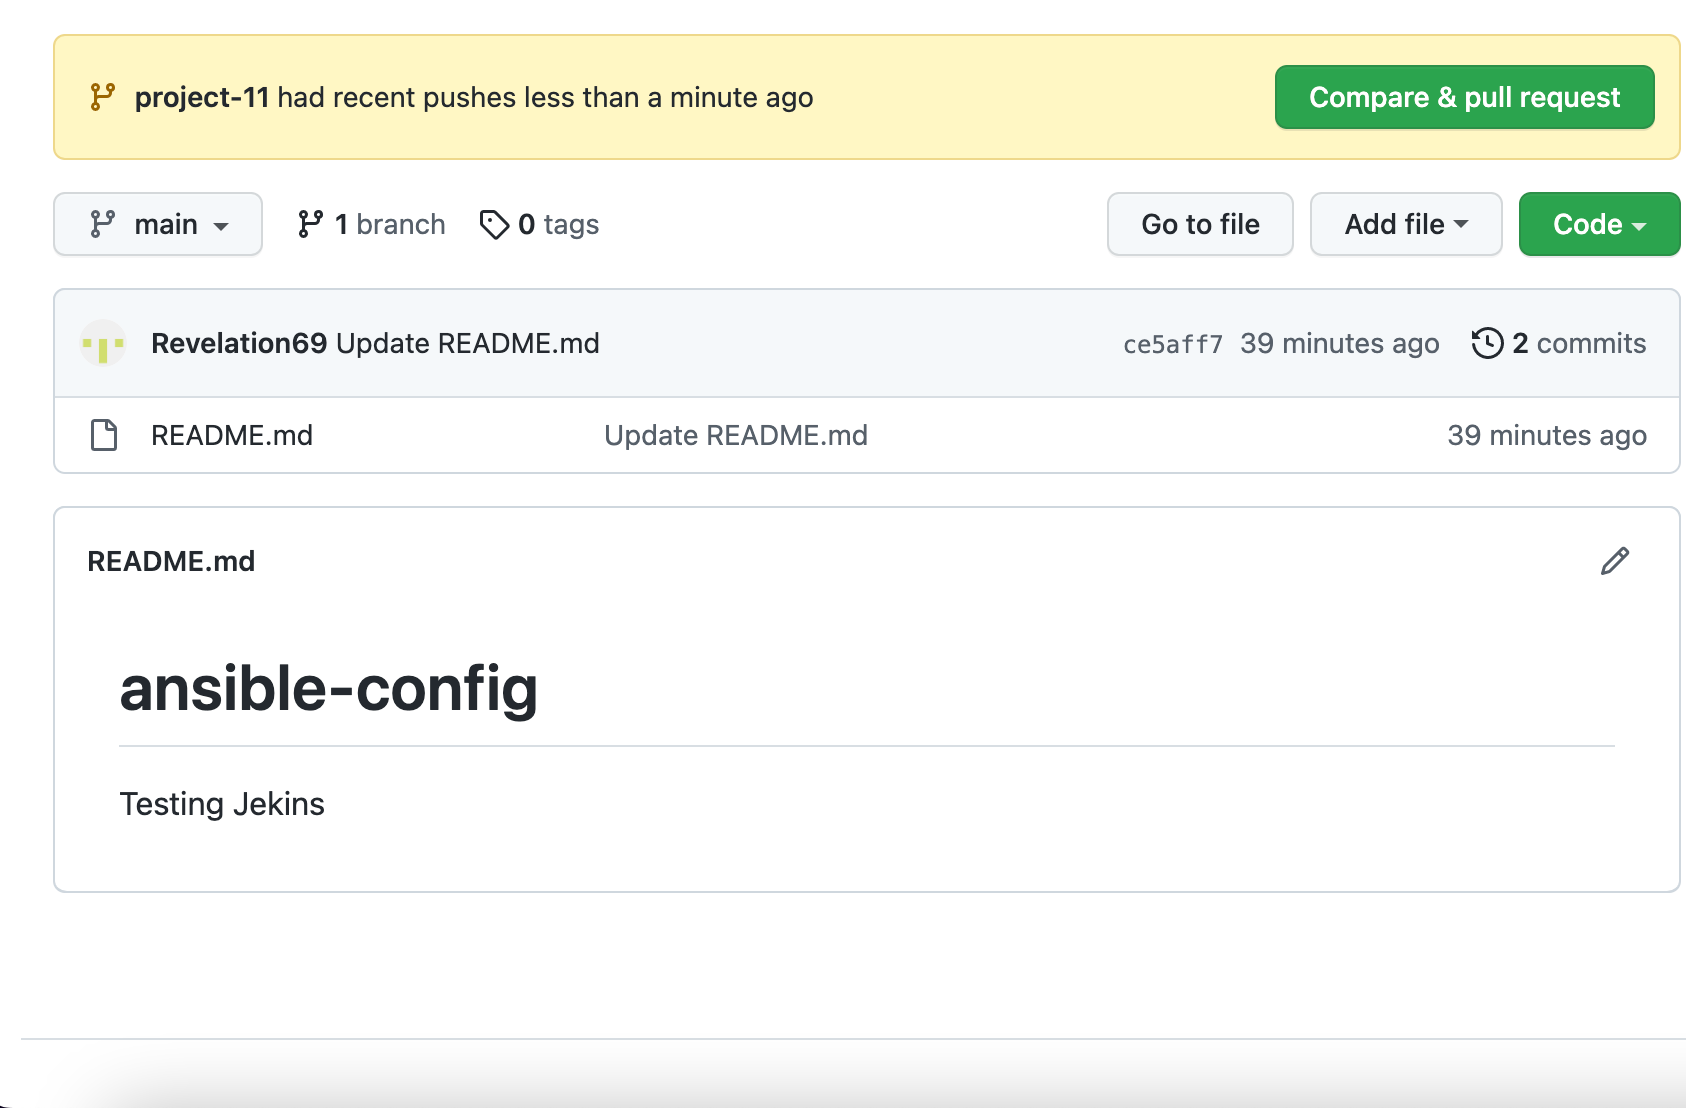 project-11 had recent pushes less than a minute ago
Compare & pull request
main
1 branch
0 tags
Go to file
Add file
Code
Revelation69 Update README.md
ce5aff7 39 minutes ago
2 commits
README.md
Update README.md
39 minutes ago
README.md
ansible-config
Testing Jekins